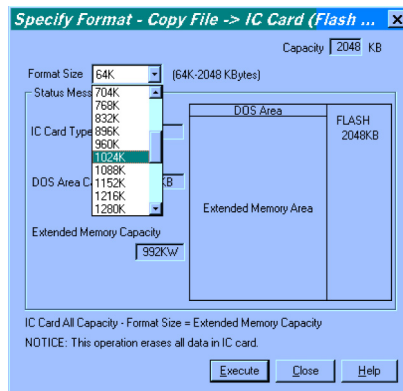 Specify Format - Copy File -> IC Card (Flash ...
Capacity 2048 KB
Format Size 64K (64K-2048 KBytes)
Status Mess
704K
768K
832K
896K
960K
1024K
1088K
1152K
1216K
1280K
IC Card Type
DOS Area C
KB
DOS Area
FLASH
2048KB
Extended Memory Area
Extended Memory Capacity
992KW
IC Card All Capacity - Format Size = Extended Memory Capacity
NOTICE: This operation erases all data in IC card.
Execute Close Help